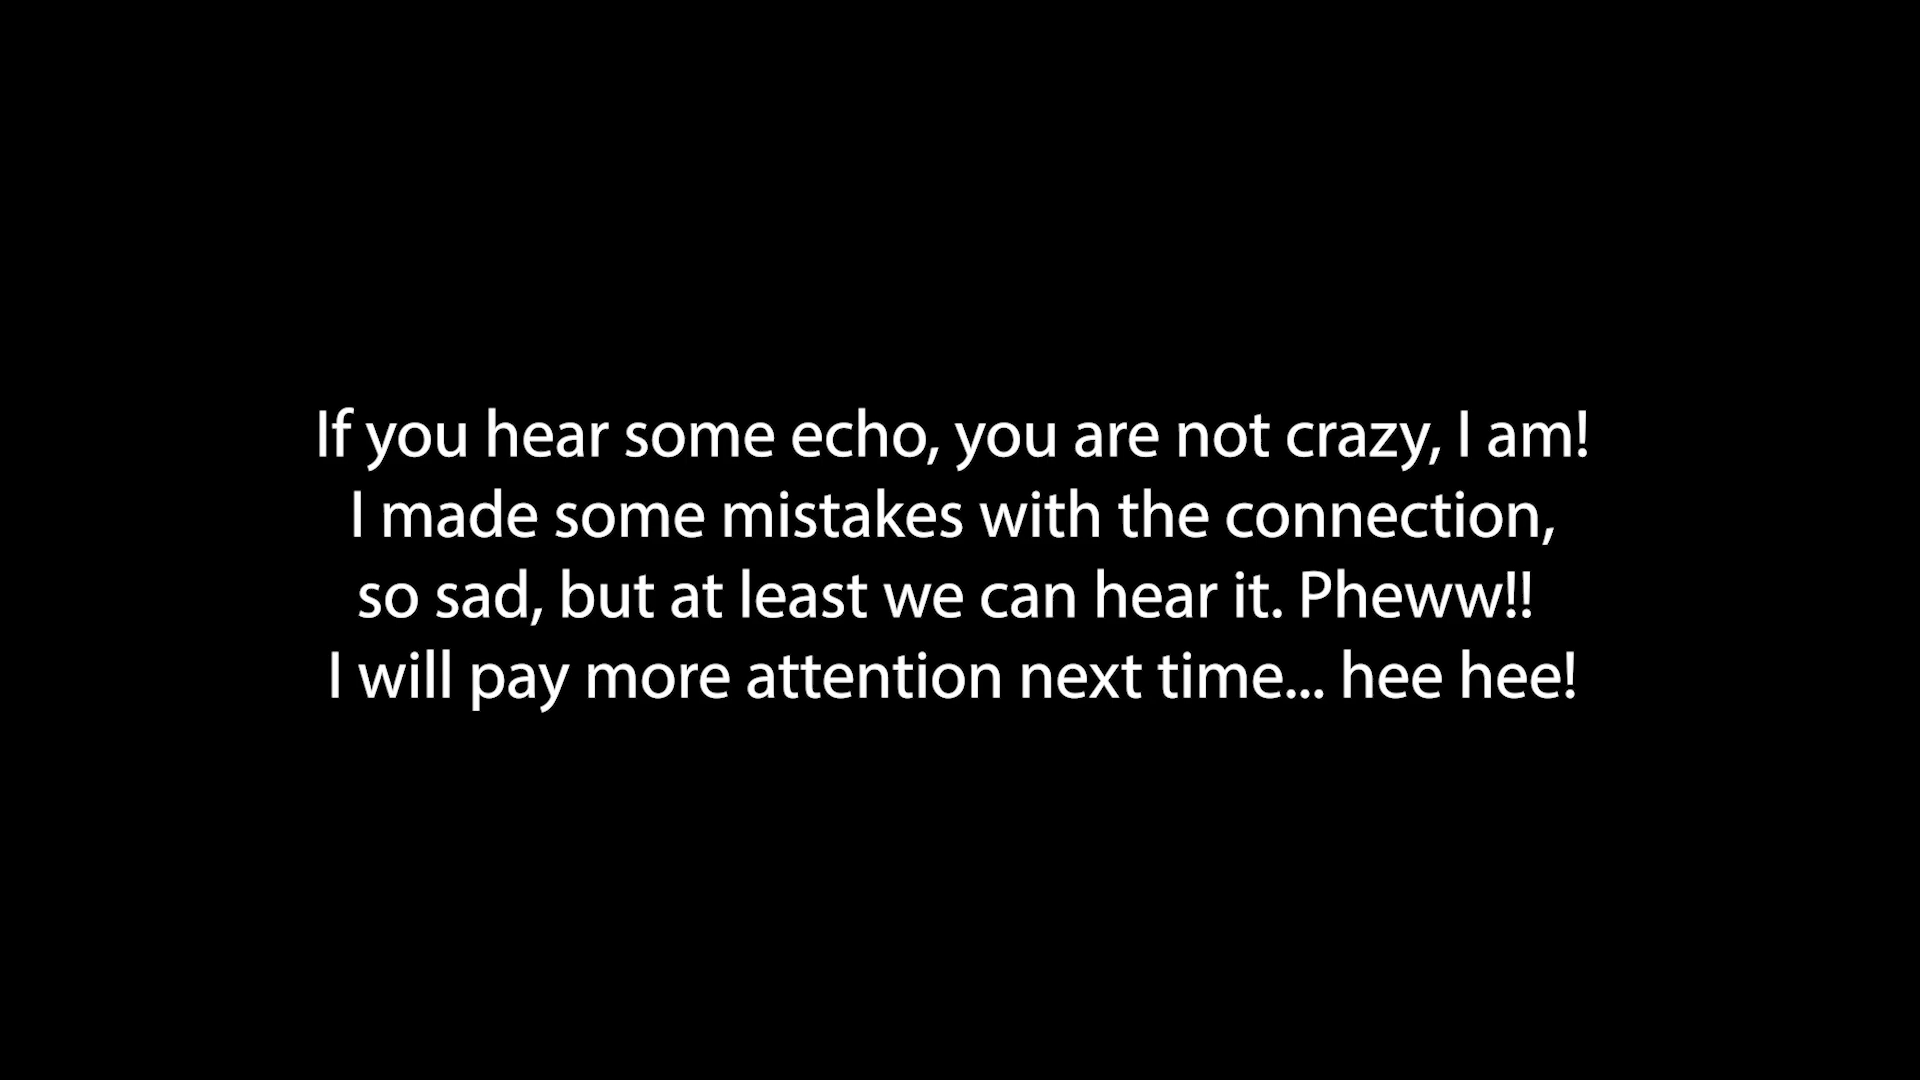 If you hear some echo, you are not crazy, I am!
I made some mistakes with the connection,
so sad, but at least we can hear it. Pheww!!
I will pay more attention next time... hee hee!